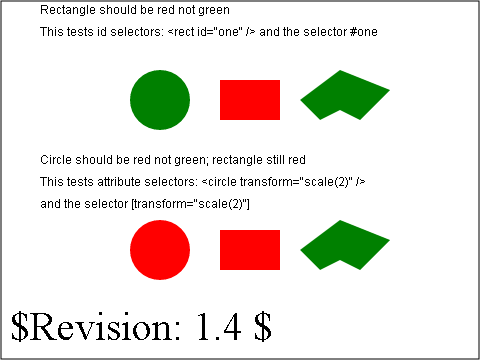 Rectangle should be red not green
This tests id selectors: <rect id="one" /> and the selector #one
Circle should be red not green; rectangle still red
This tests attribute selectors: <circle transform="scale(2)" />
and the selector [transform="scale(2)"]
$Revision: 1.4 $